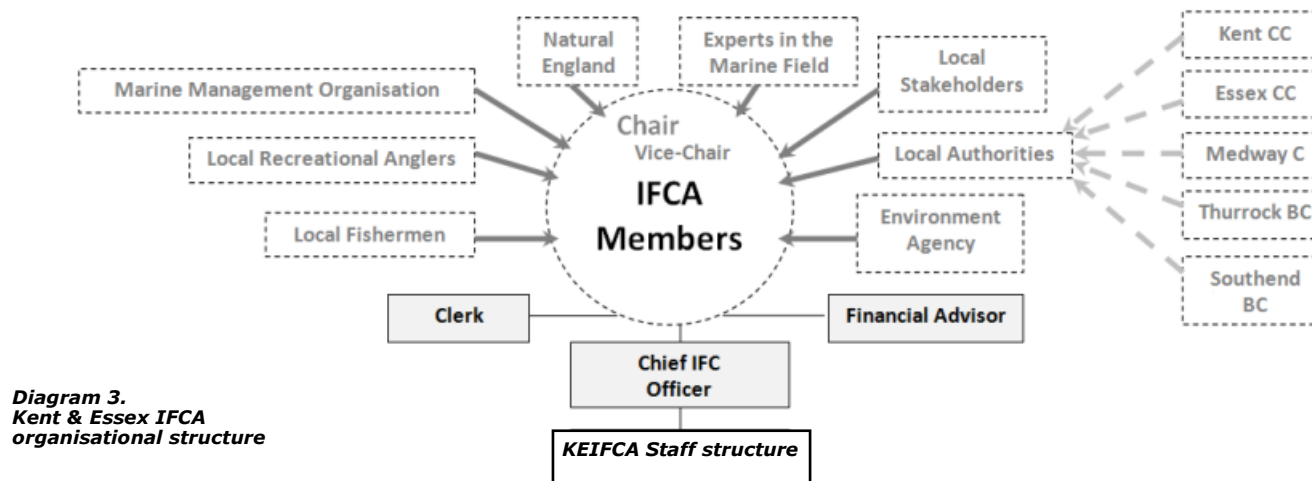 Natural
England
Experts in the
Marine Field
Local
Stakeholders
Kent CC
Marine Management Organisation
Essex CC
Chair
Vice-Chair
Local Recreational Anglers
Local Authorities
Medway C
IFCA
Members
Local Fishermen
Environment
Agency
Thurrock BC
Southend
BC
Clerk
Financial Advisor
Chief IFC
Officer
Diagram 3.
Kent & Essex IFCA
organisational structure
KEIFCA Staff structure